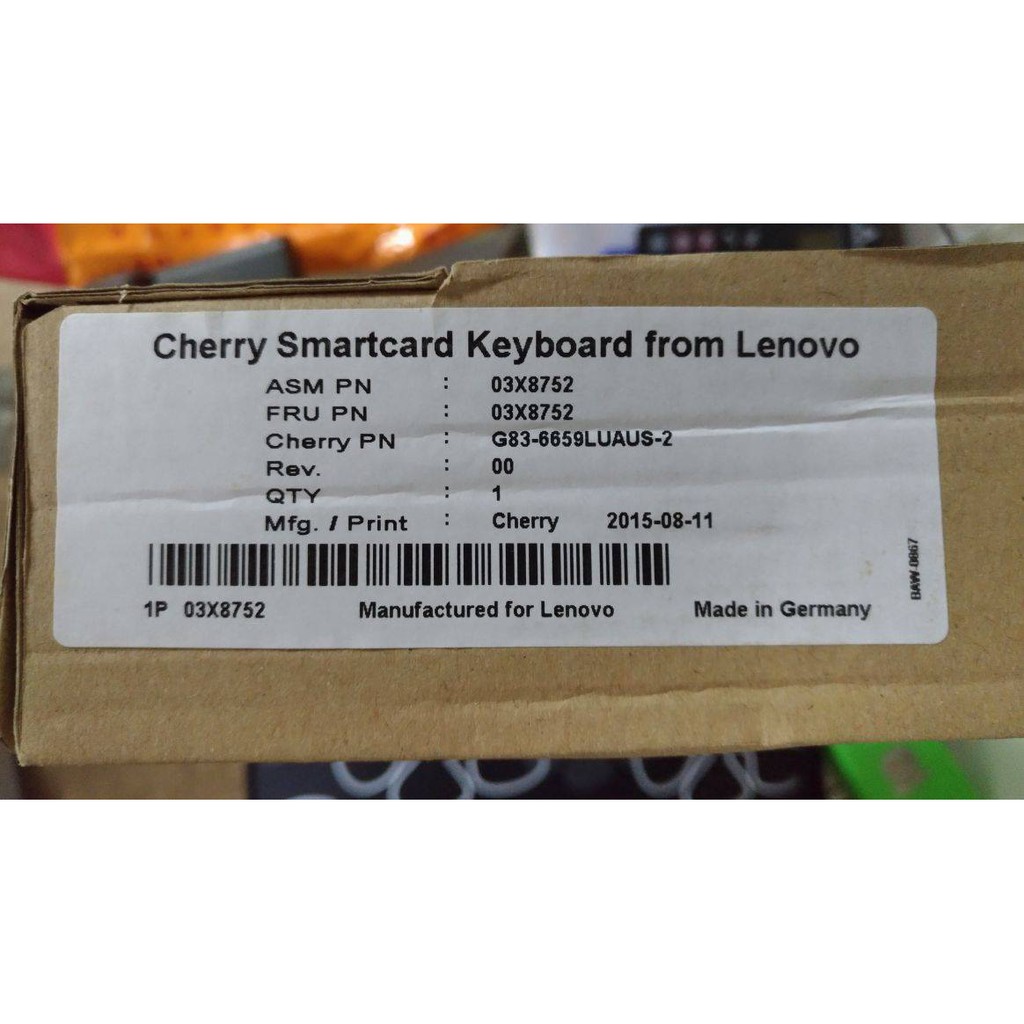 Cherry Smartcard Keyboard from Lenovo
ASM PN : 03X8752
FRU PN : 03X8752
Cherry PN : G83-6659LUAUS-2
Rev. : 00
QTY : 1
Mfg. / Print : Cherry 2015-08-11
1P 03X8752 Manufactured for Lenovo Made in Germany
BAW-0867